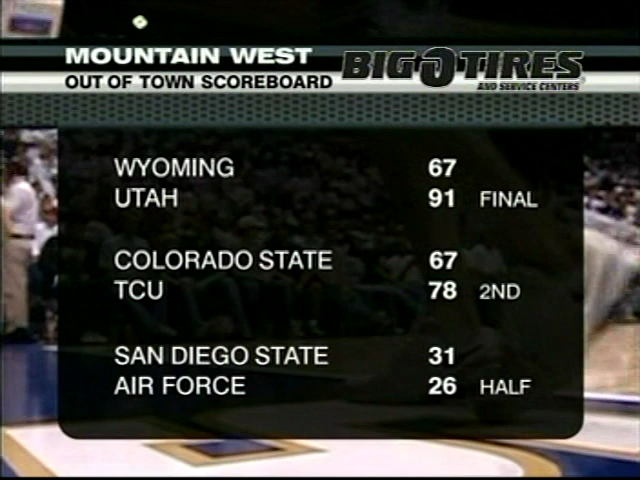 MOUNTAIN WEST
OUT OF TOWN SCOREBOARD
BIG O TIRES
AND SERVICE CENTERS
WYOMING 67
UTAH 91 FINAL
COLORADO STATE 67
TCU 78 2ND
SAN DIEGO STATE 31
AIR FORCE 26 HALF